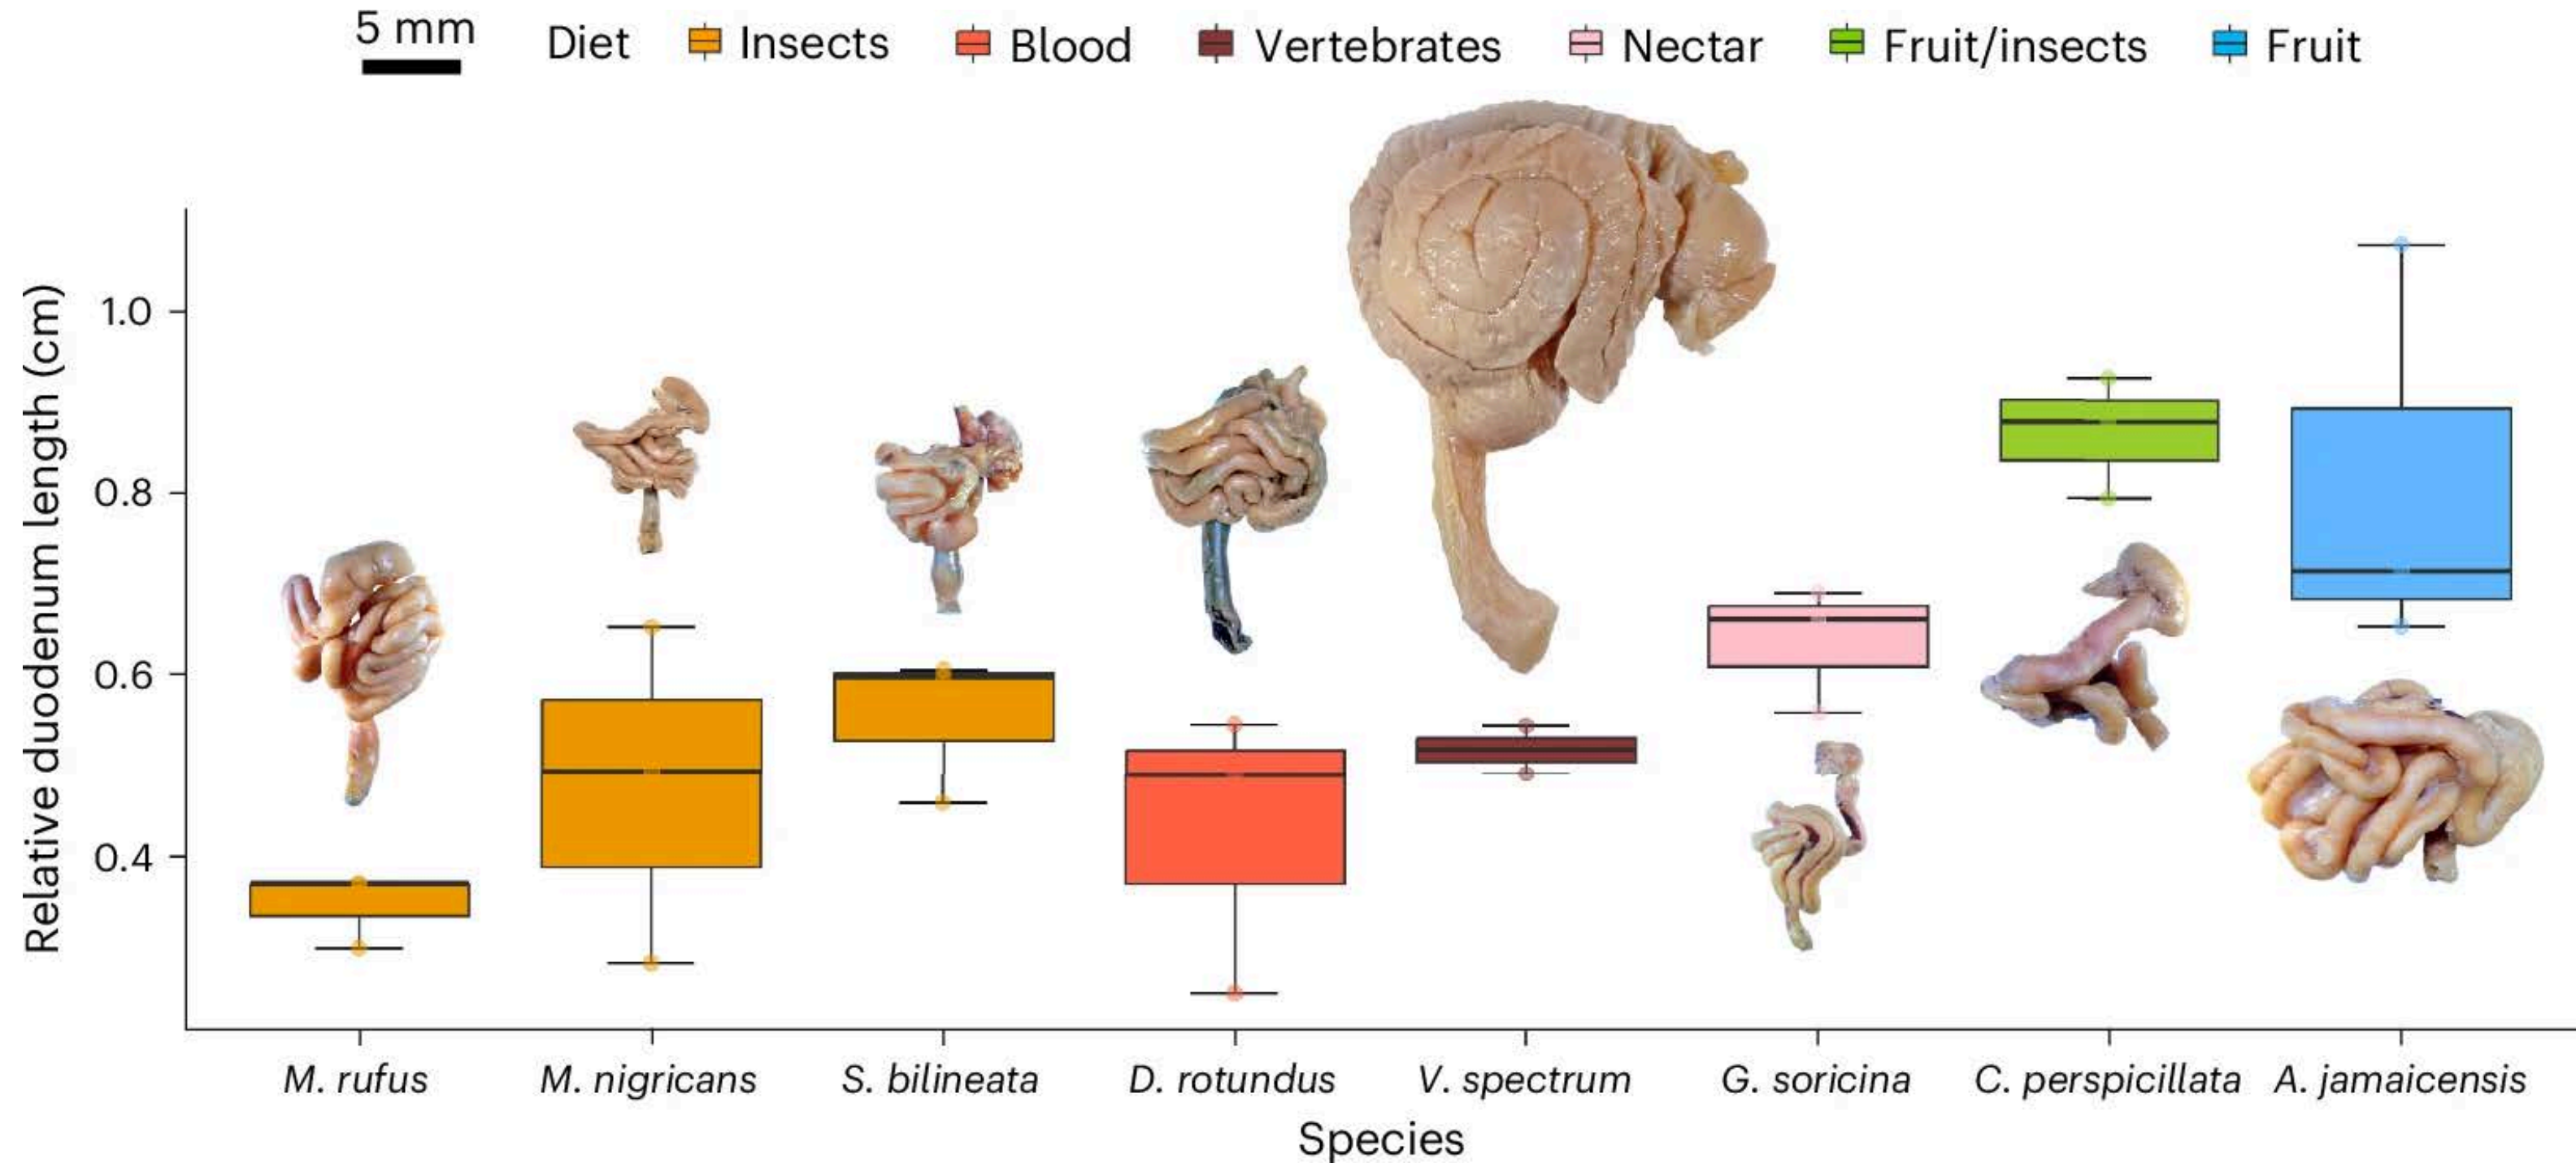 5 mm Diet Insects Blood Vertebrates Nectar Fruit/insects Fruit
Relative duodenum length (cm)
1.0
0.8
0.6
0.4
M. rufus M. nigricans S. bilineata D. rotundus V. spectrum G. soricina C. perspicillata A. jamaicensis
Species